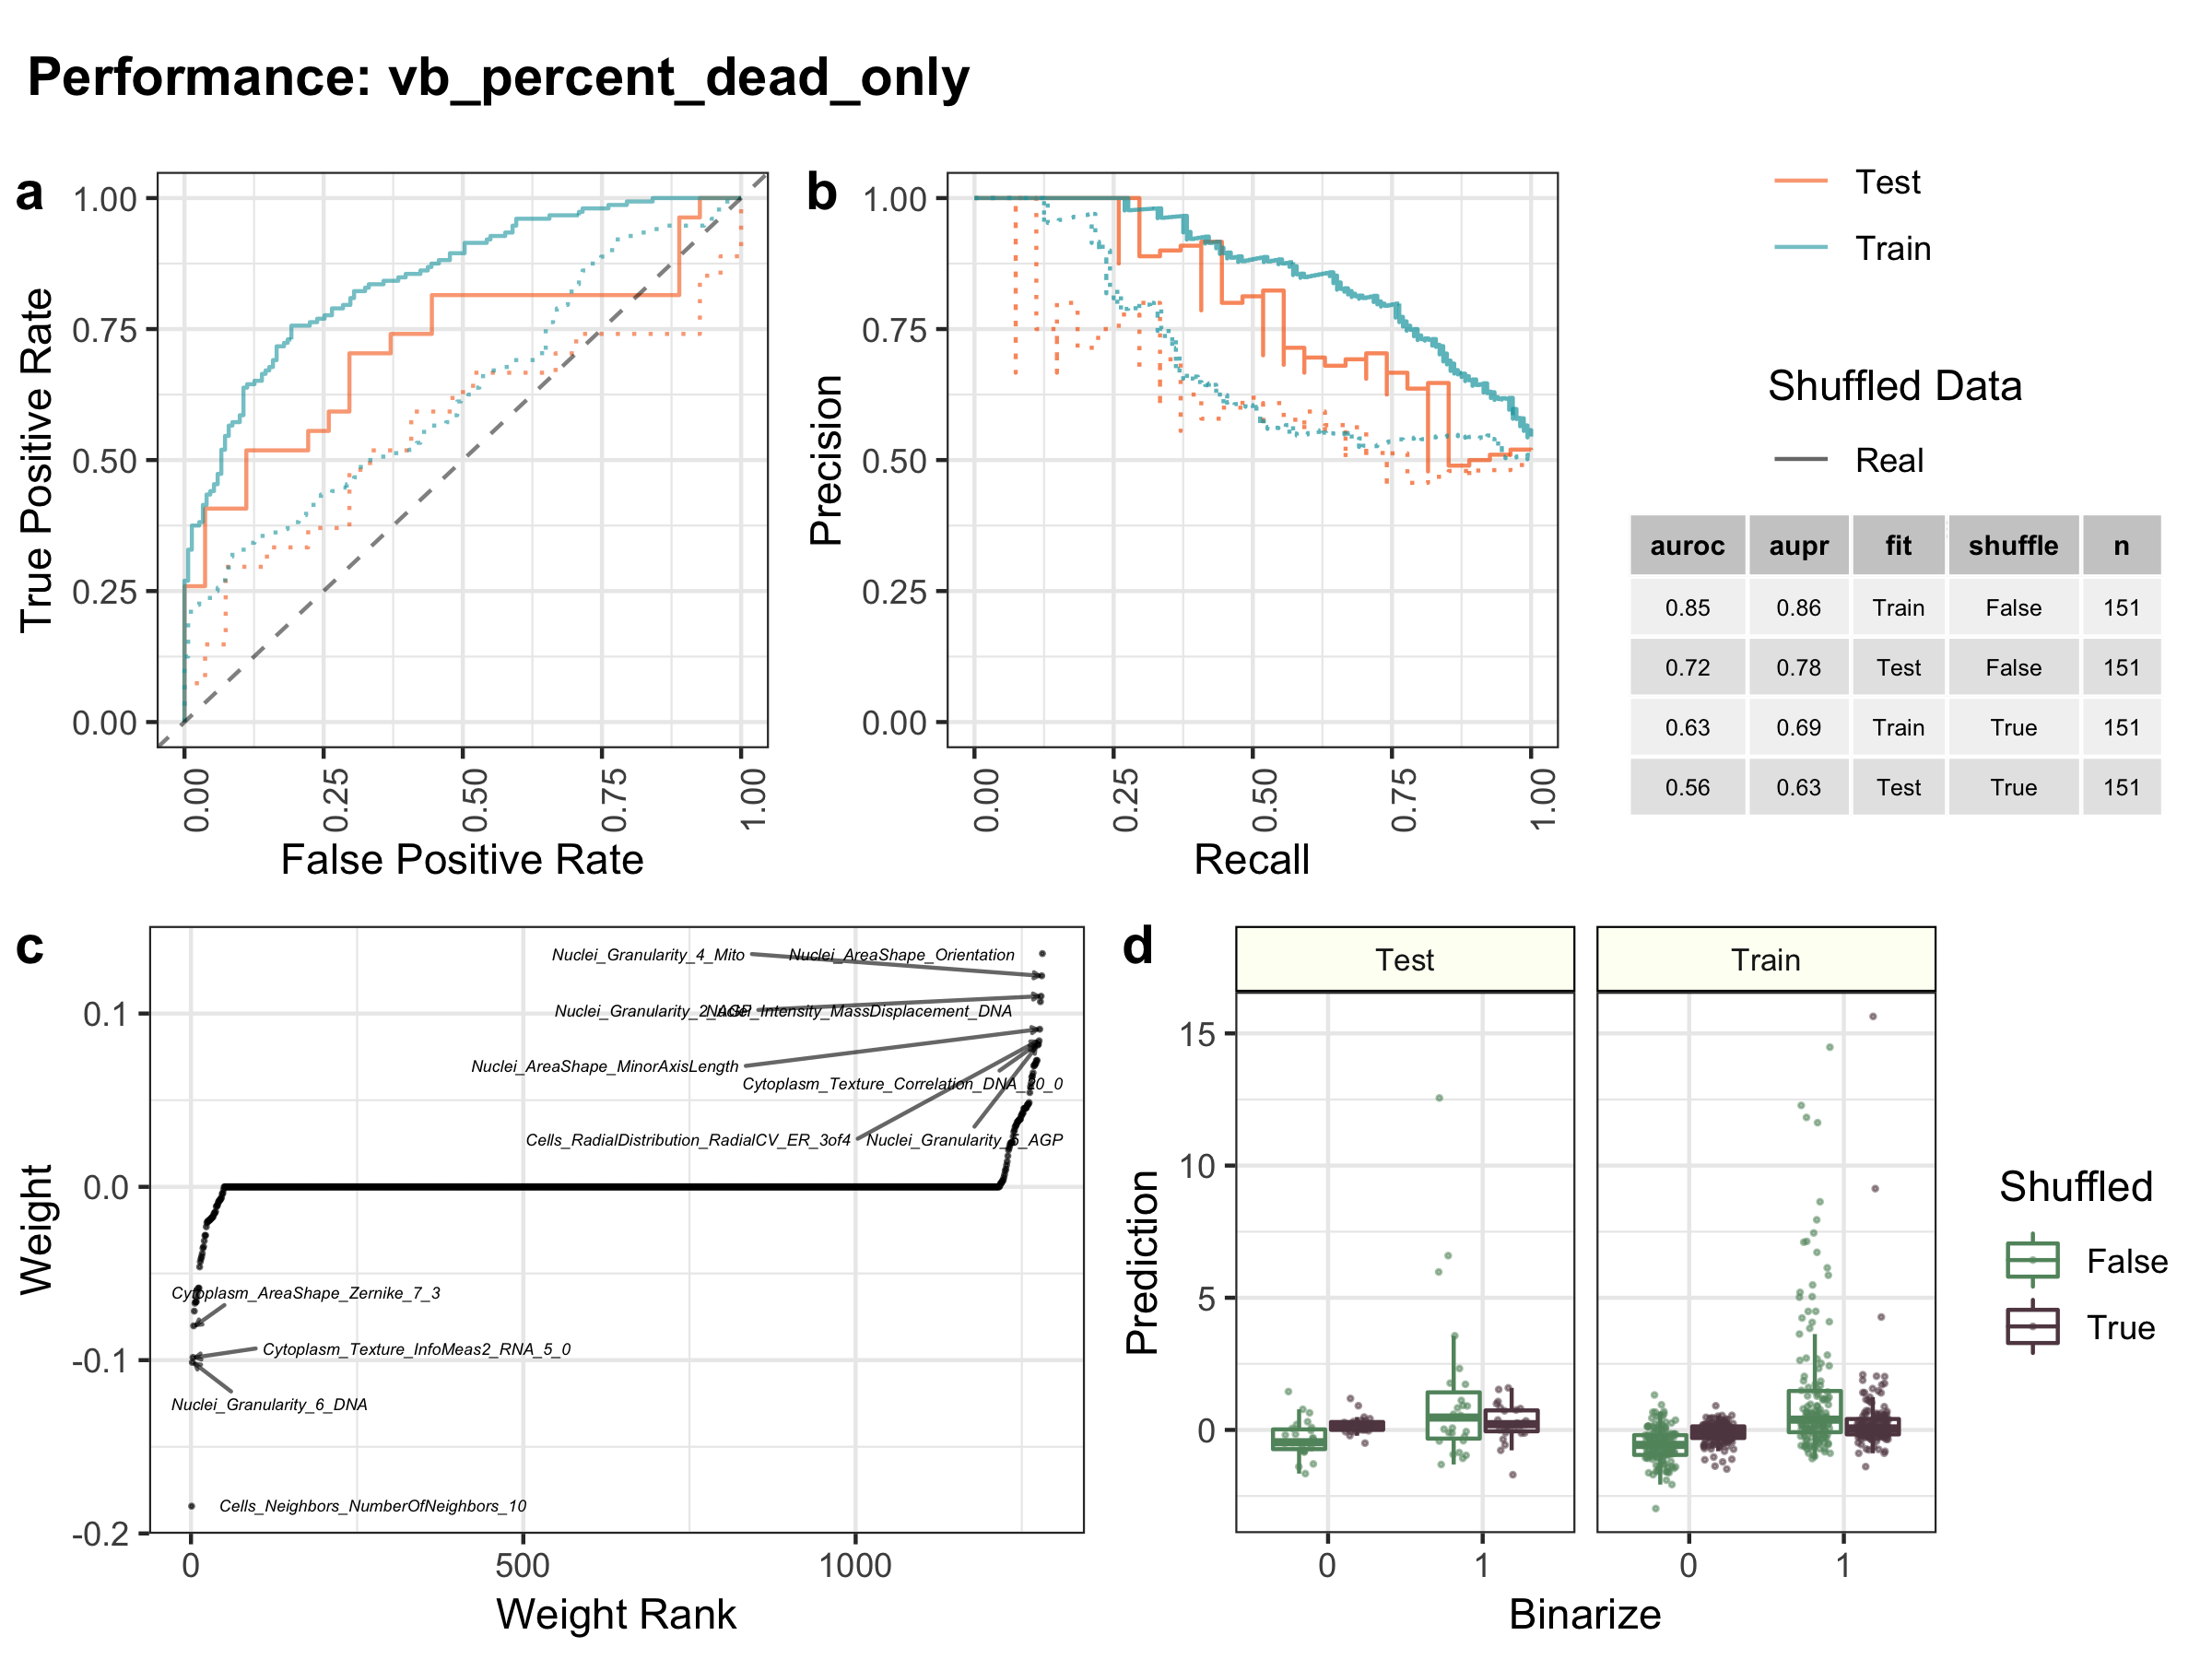 Performance: vb_percent_dead_only
a
1.00
0.75
0.50
0.25
0.00
True Positive Rate
0.00
0.25
0.50
0.75
1.00
False Positive Rate
b
1.00
0.75
0.50
0.25
0.00
Precision
0.00
0.25
0.50
0.75
1.00
Recall
Test
Train
Shuffled Data
Real
auroc aupr fit shuffle n
0.85 0.86 Train False 151
0.72 0.78 Test False 151
0.63 0.69 Train True 151
0.56 0.63 Test True 151
c
0.1
0.0
-0.1
-0.2
Weight
Nuclei_Granularity_4_Mito
Nuclei_AreaShape_Orientation
Nuclei_Granularity_2_AGP
Nuclei_Intensity_MassDisplacement_DNA
Nuclei_AreaShape_MinorAxisLength
Cytoplasm_Texture_Correlation_DNA_20_0
Cells_RadialDistribution_RadialCV_ER_3of4
Nuclei_Granularity_5_AGP
Cytoplasm_AreaShape_Zernike_7_3
Cytoplasm_Texture_InfoMeas2_RNA_5_0
Nuclei_Granularity_6_DNA
Cells_Neighbors_NumberOfNeighbors_10
0
500
1000
Weight Rank
d
Test
Train
15
10
5
0
Prediction
0
1
0
1
Binarize
Shuffled
False
True